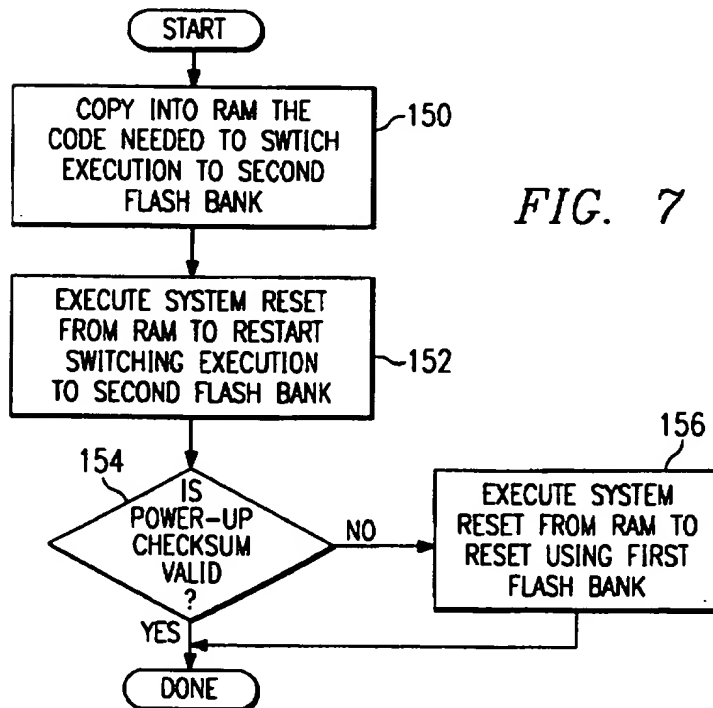 START
COPY INTO RAM THE
CODE NEEDED TO SWTICH
EXECUTION TO SECOND
FLASH BANK
150
FIG. 7
EXECUTE SYSTEM RESET
FROM RAM TO RESTART
SWITCHING EXECUTION
TO SECOND FLASH BANK
152
154
IS
POWER-UP
CHECKSUM
VALID
?
NO
YES
156
EXECUTE SYSTEM
RESET FROM RAM TO
RESET USING FIRST
FLASH BANK
DONE